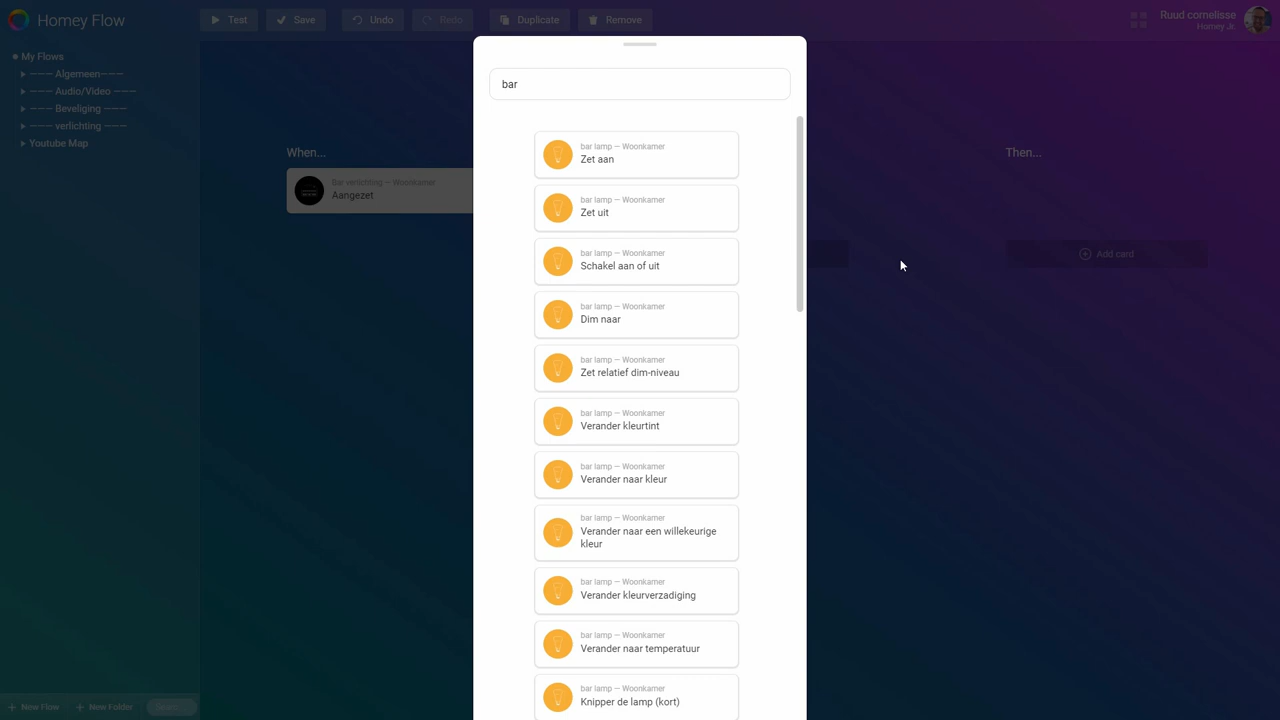 Homey Flow
Test
Save
Undo
Redo
Duplicate
Remove
Ruud cornelisse
Homey Jr.
My Flows
——— Algemeen———
——— Audio/Video ———
——— Beveliging ———
——— verlichting ———
Youtube Map
When...
Bar verlichting — Woonkamer
Aangezet
Then...
Add card
bar
bar lamp — Woonkamer
Zet aan
bar lamp — Woonkamer
Zet uit
bar lamp — Woonkamer
Schakel aan of uit
bar lamp — Woonkamer
Dim naar
bar lamp — Woonkamer
Zet relatief dim-niveau
bar lamp — Woonkamer
Verander kleurtint
bar lamp — Woonkamer
Verander naar kleur
bar lamp — Woonkamer
Verander naar een willekeurige
kleur
bar lamp — Woonkamer
Verander kleurverzadiging
bar lamp — Woonkamer
Verander naar temperatuur
bar lamp — Woonkamer
Knipper de lamp (kort)
New Flow
New Folder